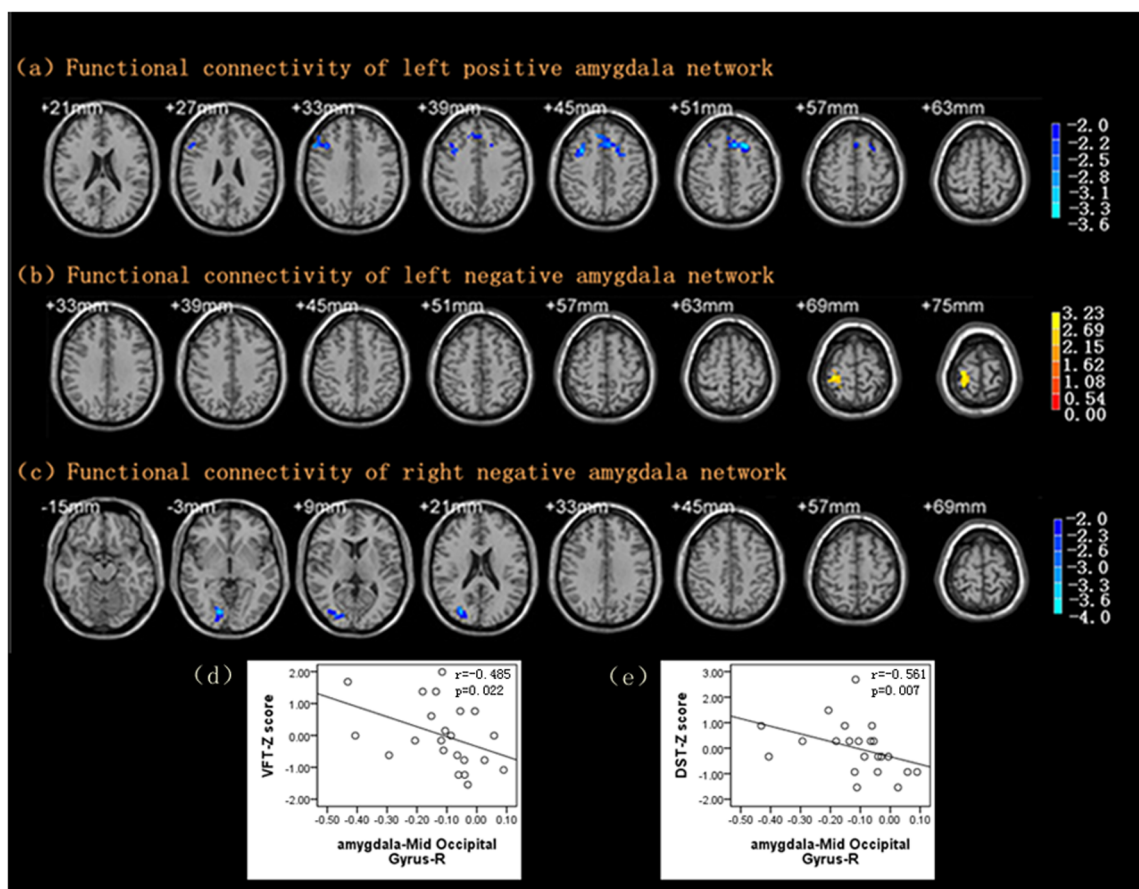 (a) Functional connectivity of left positive amygdala network
+21mm +27mm +33mm +39mm +45mm +51mm +57mm +63mm
-2.0
-2.2
-2.5
-2.8
-3.1
-3.3
-3.6
(b) Functional connectivity of left negative amygdala network
+33mm +39mm +45mm +51mm +57mm +63mm +69mm +75mm
3.23
2.69
2.15
1.62
1.08
0.54
0.00
(c) Functional connectivity of right negative amygdala network
-15mm -3mm +9mm +21mm +33mm +45mm +57mm +69mm
-2.0
-2.3
-2.6
-3.0
-3.3
-3.6
-4.0
(d)
r=-0.485
p=0.022
VFT-Z score
2.00
1.00
.00
-1.00
-2.00
-0.50 -0.40 -0.30 -0.20 -0.10 0.00 0.10
amygdala-Mid Occipital
Gyrus-R
(e)
r=-0.561
p=0.007
DST-Z score
3.00
2.00
1.00
0.00
-1.00
-2.00
-0.50 -0.40 -0.30 -0.20 -0.10 0.00 0.10
amygdala-Mid Occipital
Gyrus-R